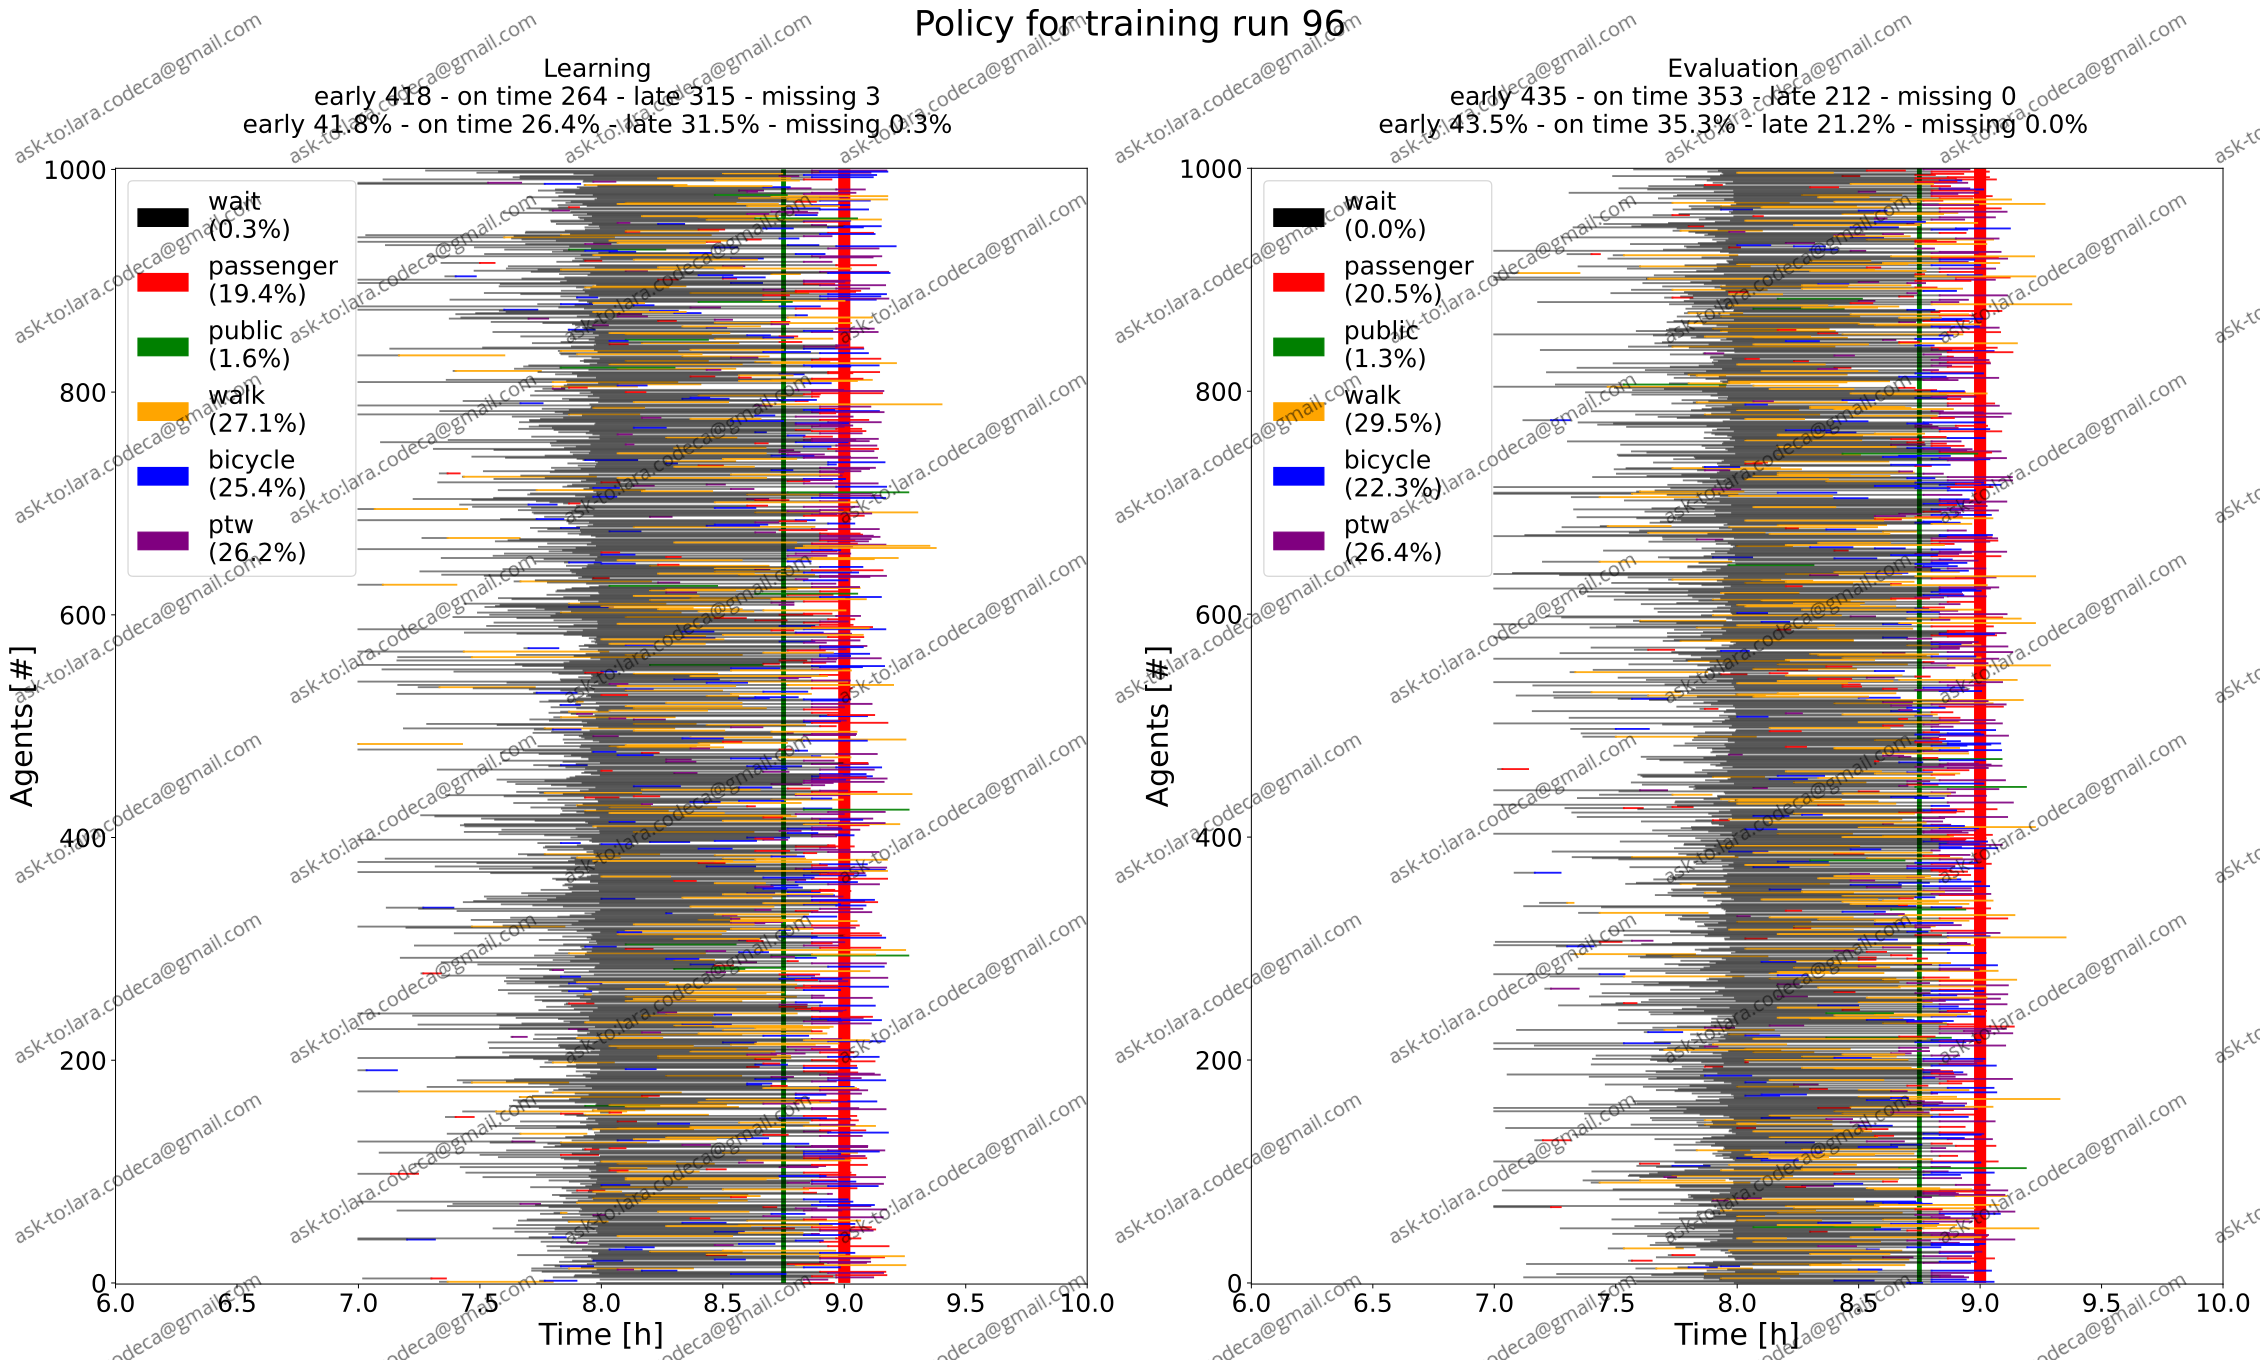 Policy for training run 96
Learning
early 418 - on time 264 - late 315 - missing 3
early 41.8% - on time 26.4% - late 31.5% - missing 0.3%
1000
800
600
400
200
0
Agents [#]
wait
(0.3%)
passenger
(19.4%)
public
(1.6%)
walk
(27.1%)
bicycle
(25.4%)
ptw
(26.2%)
6.0 6.5 7.0 7.5 8.0 8.5 9.0 9.5 10.0
Time [h]
Evaluation
early 435 - on time 353 - late 212 - missing 0
early 43.5% - on time 35.3% - late 21.2% - missing 0.0%
1000
800
600
400
200
0
Agents [#]
wait
(0.0%)
passenger
(20.5%)
public
(1.3%)
walk
(29.5%)
bicycle
(22.3%)
ptw
(26.4%)
6.0 6.5 7.0 7.5 8.0 8.5 9.0 9.5 10.0
Time [h]
ask-to:lara.codeca@gmail.com